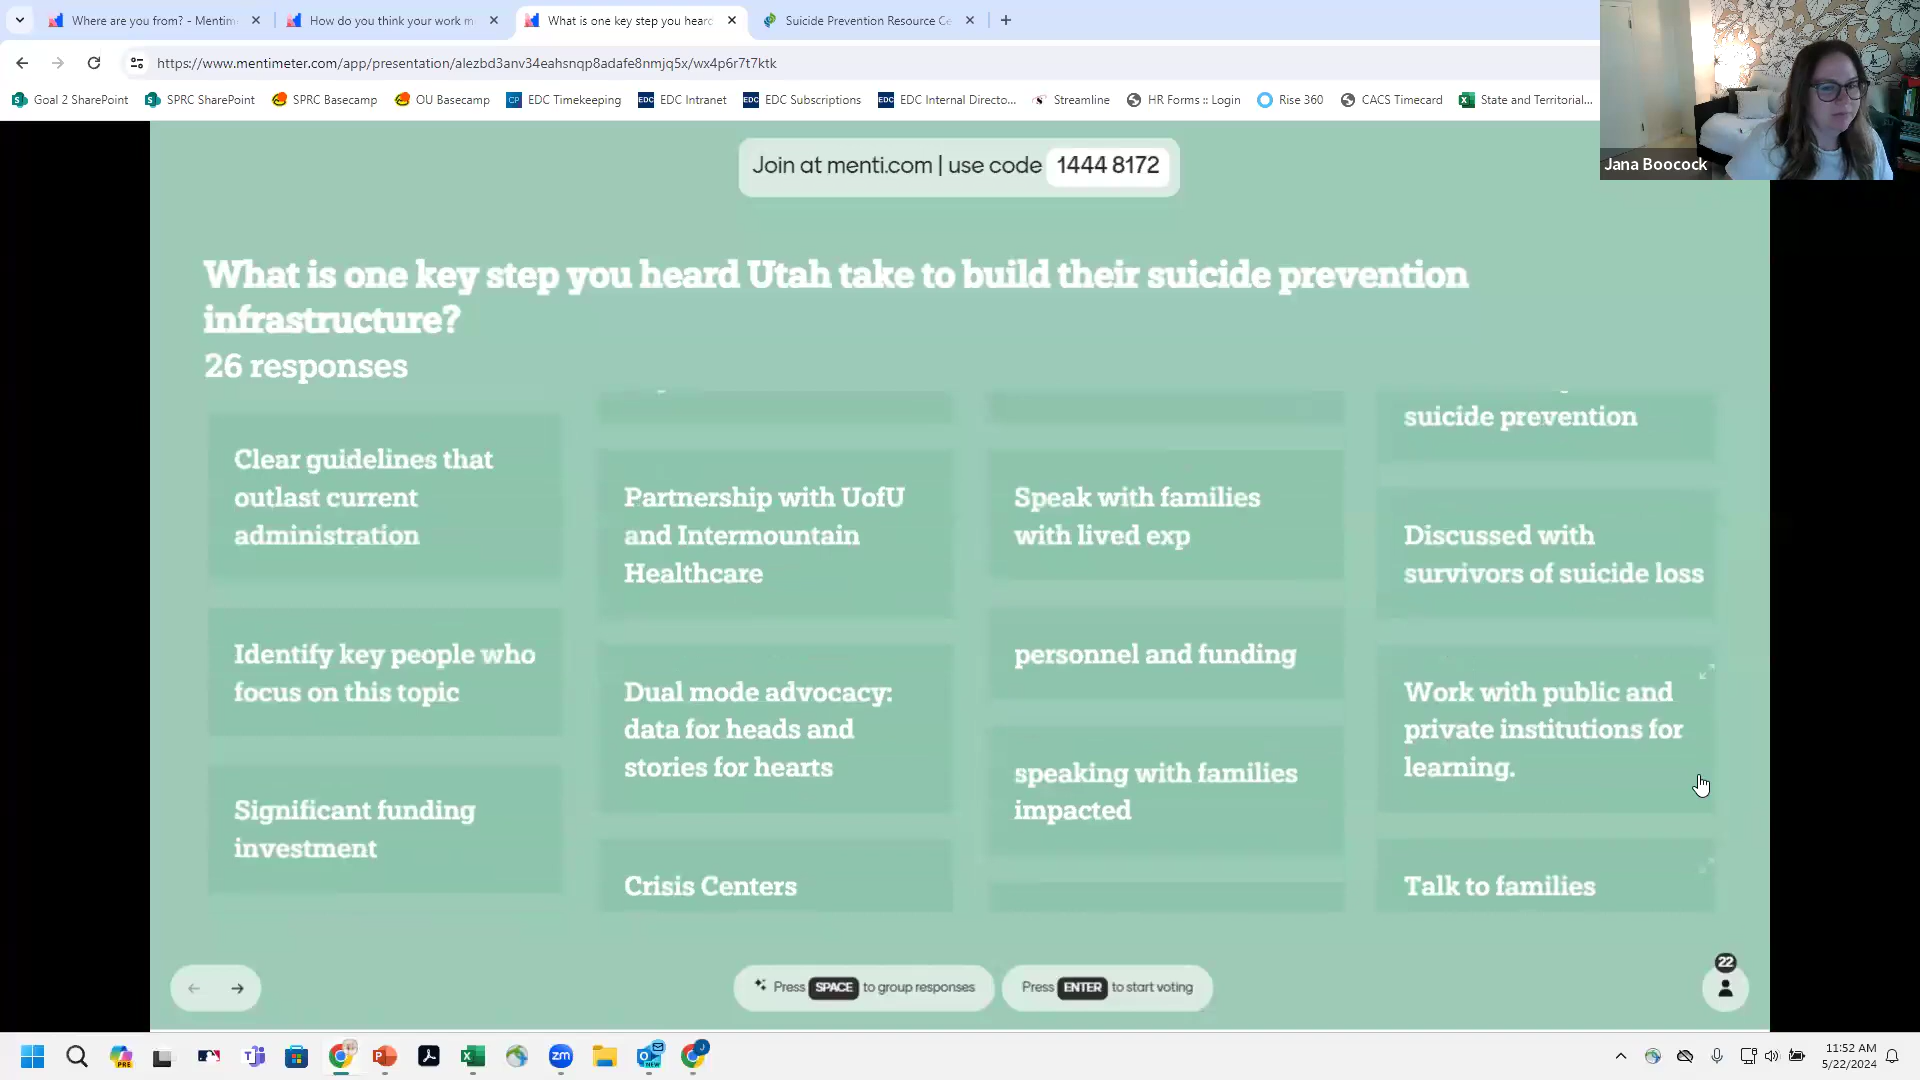 Where are you from? - Mentim
How do you think your work m
What is one key step you heard
Suicide Prevention Resource Ce
https://www.mentimeter.com/app/presentation/alezbd3anv34eahsnqp8adafe8nmjq5x/wx4p6r7t7ktk
Goal 2 SharePoint
SPRC SharePoint
SPRC Basecamp
OU Basecamp
EDC Timekeeping
EDC Intranet
EDC Subscriptions
EDC Internal Directo...
Streamline
HR Forms :: Login
Rise 360
CACS Timecard
State and Territorial...
Jana Boocock
Join at menti.com | use code 1444 8172
What is one key step you heard Utah take to build their suicide prevention
infrastructure?
26 responses
Clear guidelines that
outlast current
administration
Identify key people who
focus on this topic
Significant funding
investment
Partnership with UofU
and Intermountain
Healthcare
Dual mode advocacy:
data for heads and
stories for hearts
Crisis Centers
Speak with families
with lived exp
personnel and funding
speaking with families
impacted
suicide prevention
Discussed with
survivors of suicide loss
Work with public and
private institutions for
learning.
Talk to families
Press SPACE to group responses
Press ENTER to start voting
22
11:52 AM
5/22/2024